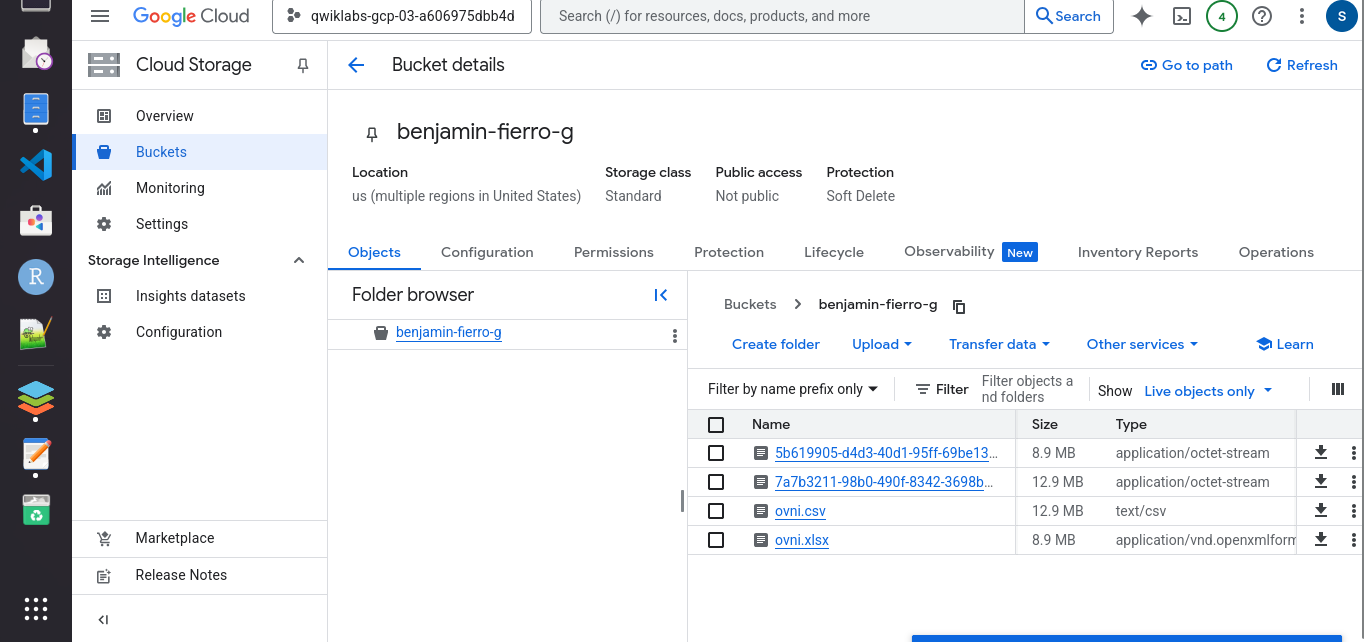 Google Cloud
qwiklabs-gcp-03-a606975dbb4d
Search (/) for resources, docs, products, and more
Search
4
S
Cloud Storage
Bucket details
Go to path
Refresh
Overview
Buckets
Monitoring
Settings
Storage Intelligence
Insights datasets
Configuration
Marketplace
Release Notes
benjamin-fierro-g
Location
us (multiple regions in United States)
Storage class
Standard
Public access
Not public
Protection
Soft Delete
Objects
Configuration
Permissions
Protection
Lifecycle
Observability New
Inventory Reports
Operations
Folder browser
benjamin-fierro-g
Buckets > benjamin-fierro-g
Create folder
Upload
Transfer data
Other services
Learn
Filter by name prefix only
Filter
Filter objects a
nd folders
Show
Live objects only
Name Size Type
5b619905-d4d3-40d1-95ff-69be13… 8.9 MB application/octet-stream
7a7b3211-98b0-490f-8342-3698b… 12.9 MB application/octet-stream
ovni.csv 12.9 MB text/csv
ovni.xlsx 8.9 MB application/vnd.openxmlform
R